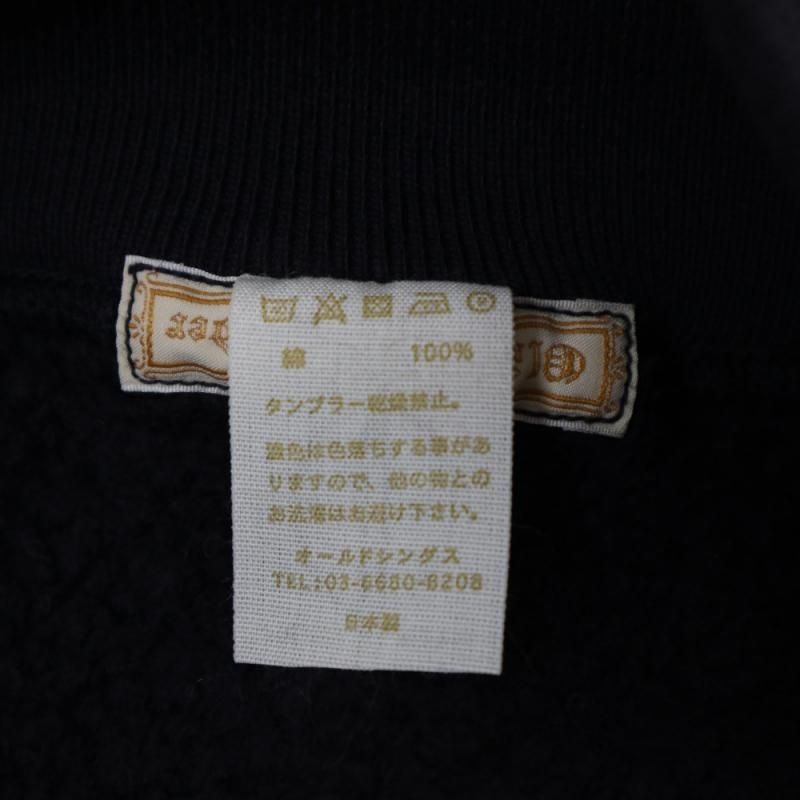 綿 100%
タンブラー乾燥禁止。
濃色は色落ちする事があ
りますので、他の物との
お洗濯はお避け下さい。
オールドシングス
TEL:03-6680-8208
日本製